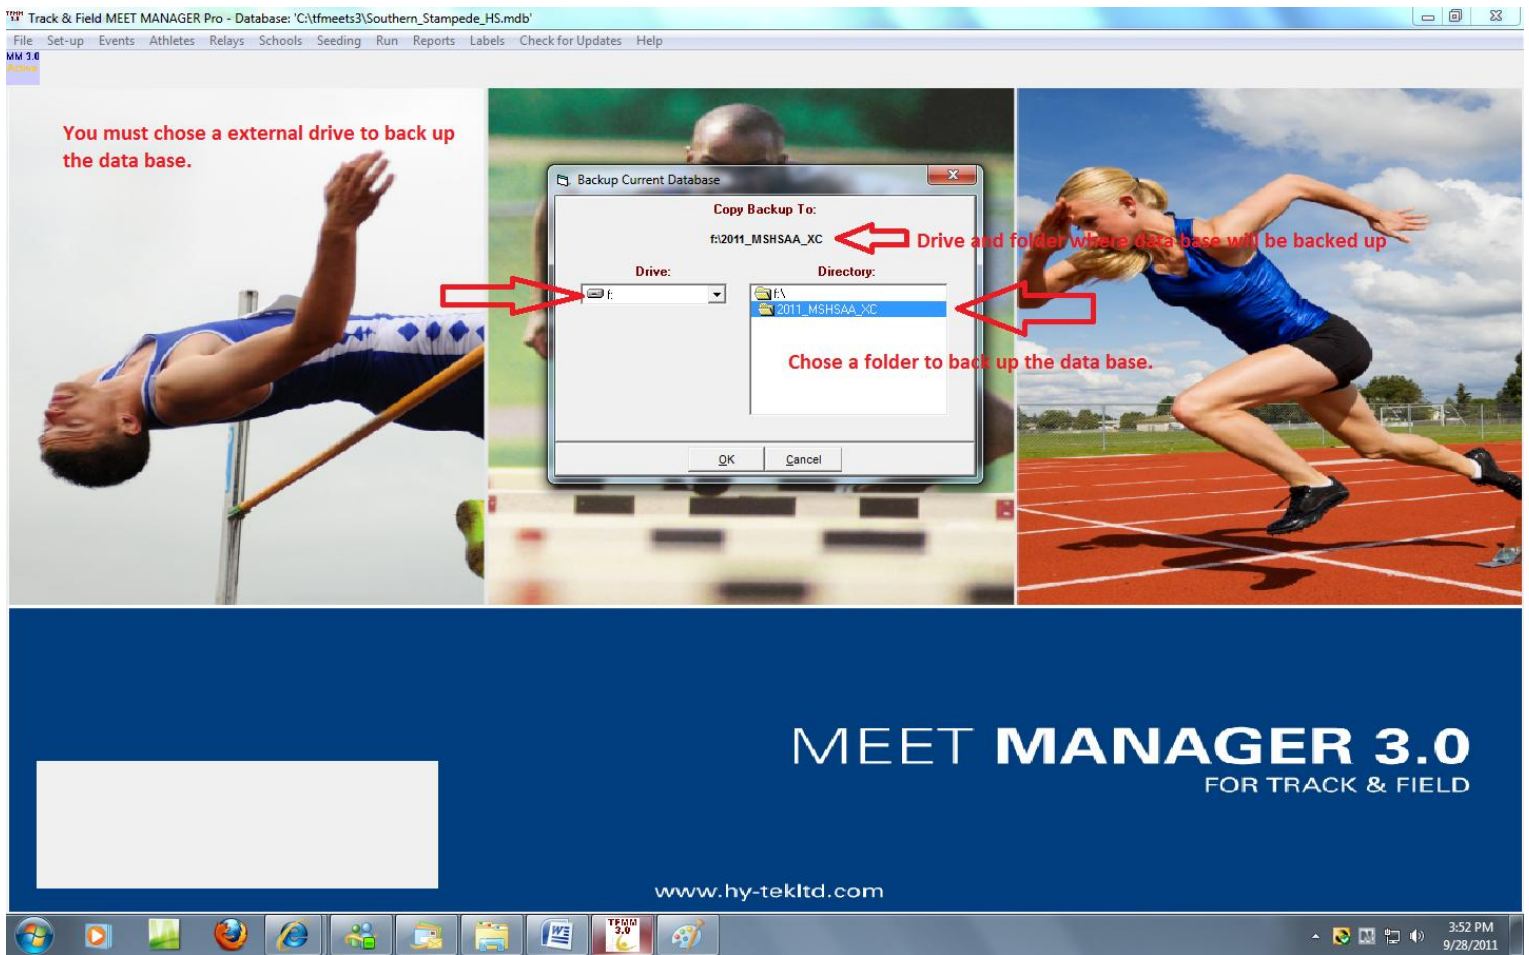 Track & Field MEET MANAGER Pro - Database: 'C:\tfmeets3\Southern_Stampede_HS.mdb'
File Set-up Events Athletes Relays Schools Seeding Run Reports Labels Check for Updates Help
MM 3.0
Active
You must chose a external drive to back up
the data base.
Backup Current Database
Copy Backup To:
f:\2011_MSHSAA_XC
Drive and folder where data base will be backed up
Drive: Directory:
f: f:\
2011_MSHSAA_XC
Chose a folder to back up the data base.
OK Cancel
MEET MANAGER 3.0
FOR TRACK & FIELD
www.hy-tekltd.com
TFMM
3.0
3:52 PM
9/28/2011